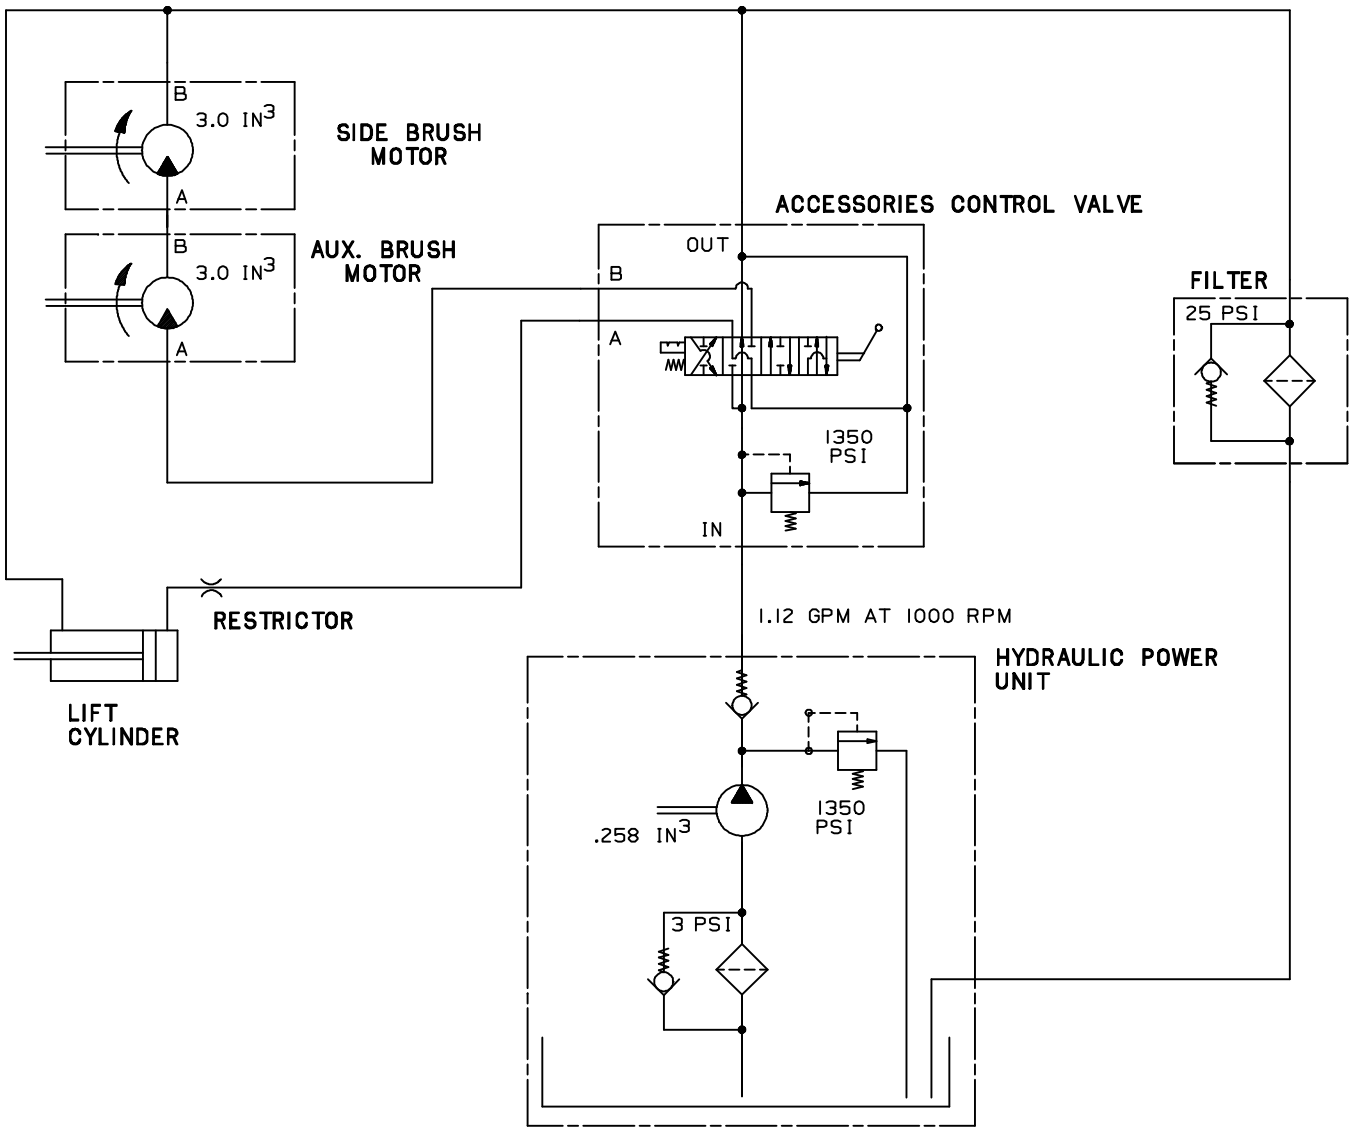 B
3.0 IN³
SIDE BRUSH
MOTOR
A
B
3.0 IN³
AUX. BRUSH
MOTOR
A
ACCESSORIES CONTROL VALVE
OUT
B
A
1350
PSI
IN
FILTER
25 PSI
RESTRICTOR
1.12 GPM AT 1000 RPM
HYDRAULIC POWER
UNIT
LIFT
CYLINDER
1350
PSI
.258 IN³
3 PSI